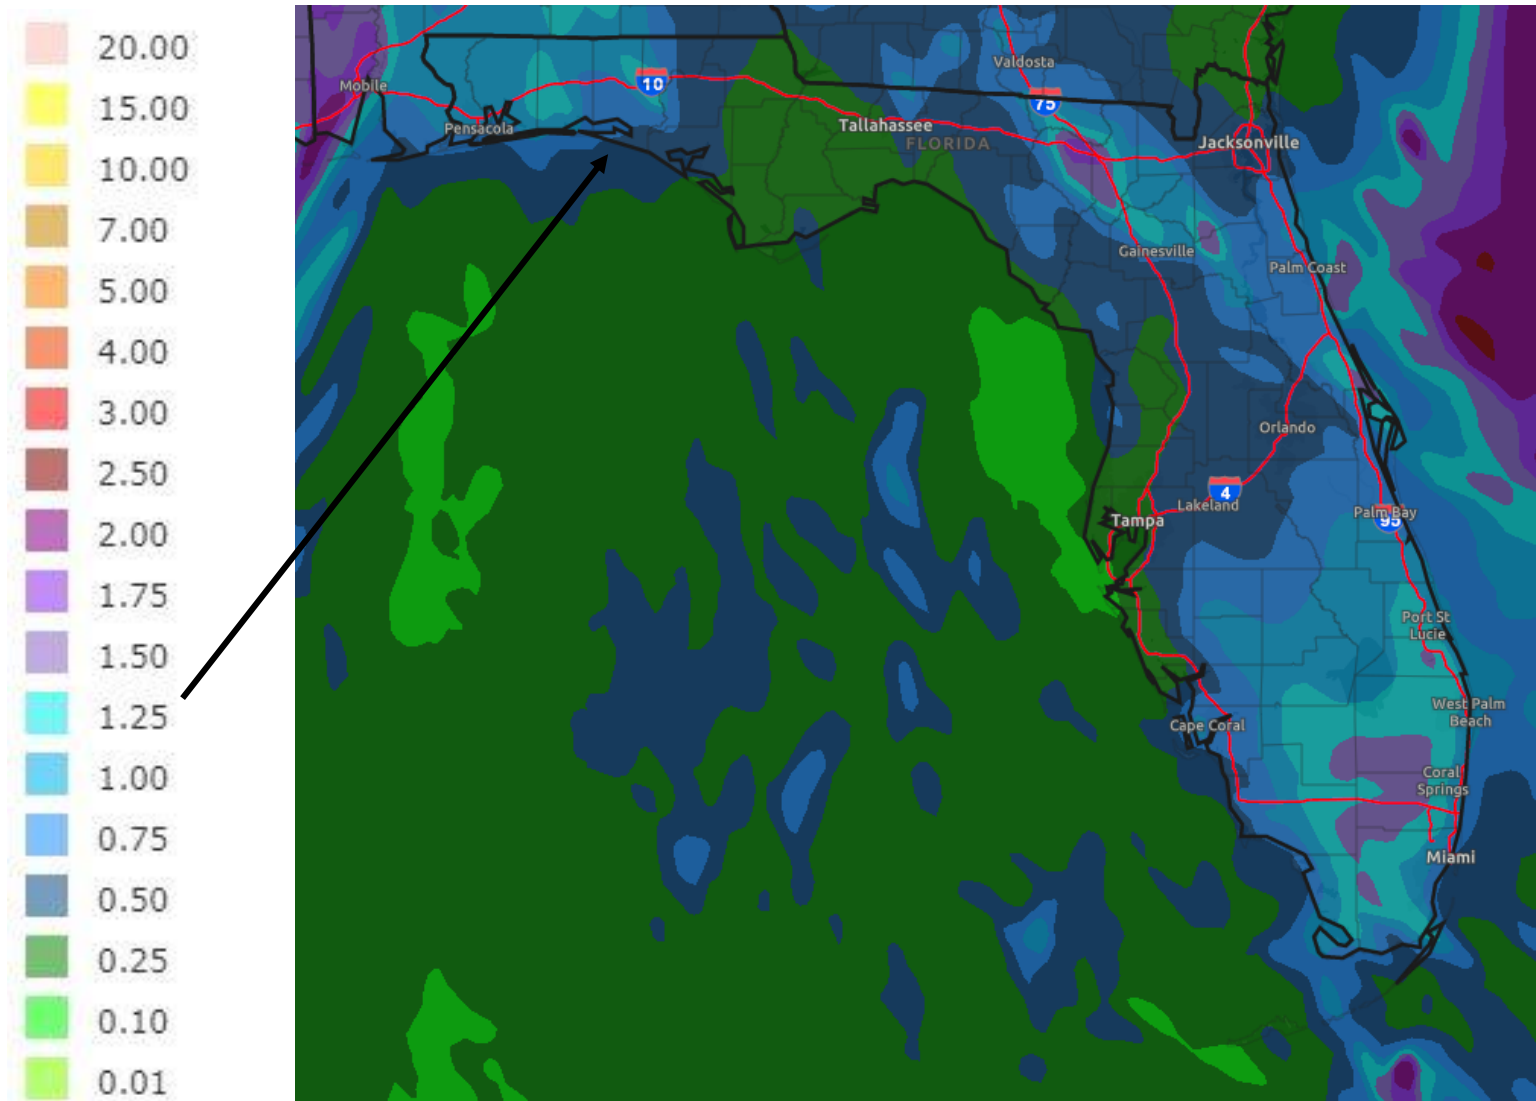 20.00
15.00
10.00
7.00
5.00
4.00
3.00
2.50
2.00
1.75
1.50
1.25
1.00
0.75
0.50
0.25
0.10
0.01
Valdosta
Mobile
10
75
Pensacola
Tallahassee
FLORIDA
Jacksonville
Gainesville
Palm Coast
Orlando
4
Lakeland
Tampa
Palm Bay
95
Port St
Lucie
West Palm
Beach
Cape Coral
Coral
Springs
Miami